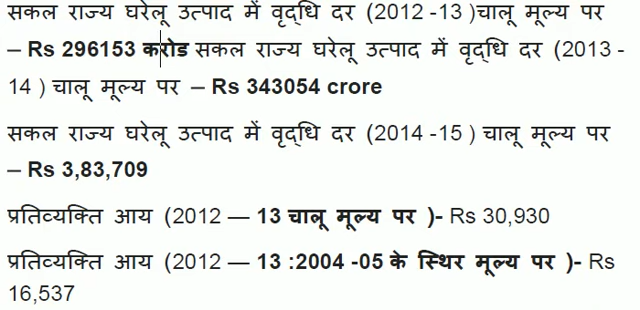 सकल राज्य घरेलू उत्पाद में वृद्धि दर (2012 -13 )चालू मूल्य पर
– Rs 296153 करोड सकल राज्य घरेलू उत्पाद में वृद्धि दर (2013 -
14 ) चालू मूल्य पर – Rs 343054 crore
सकल राज्य घरेलू उत्पाद में वृद्धि दर (2014 -15 ) चालू मूल्य पर
– Rs 3,83,709
प्रतिव्यक्ति आय (2012 — 13 चालू मूल्य पर )- Rs 30,930
प्रतिव्यक्ति आय (2012 — 13 :2004 -05 के स्थिर मूल्य पर )- Rs
16,537